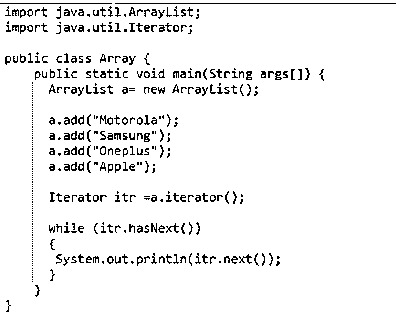 import java.util.ArrayList;
import java.util.Iterator;
public class Array {
public static void main(String args[]) {
ArrayList a= new ArrayList();
a.add("Motorola");
a.add("Samsung");
a.add("Oneplus");
a.add("Apple");
Iterator itr =a.iterator();
while (itr.hasNext())
{
System.out.println(itr.next());
}
}
}